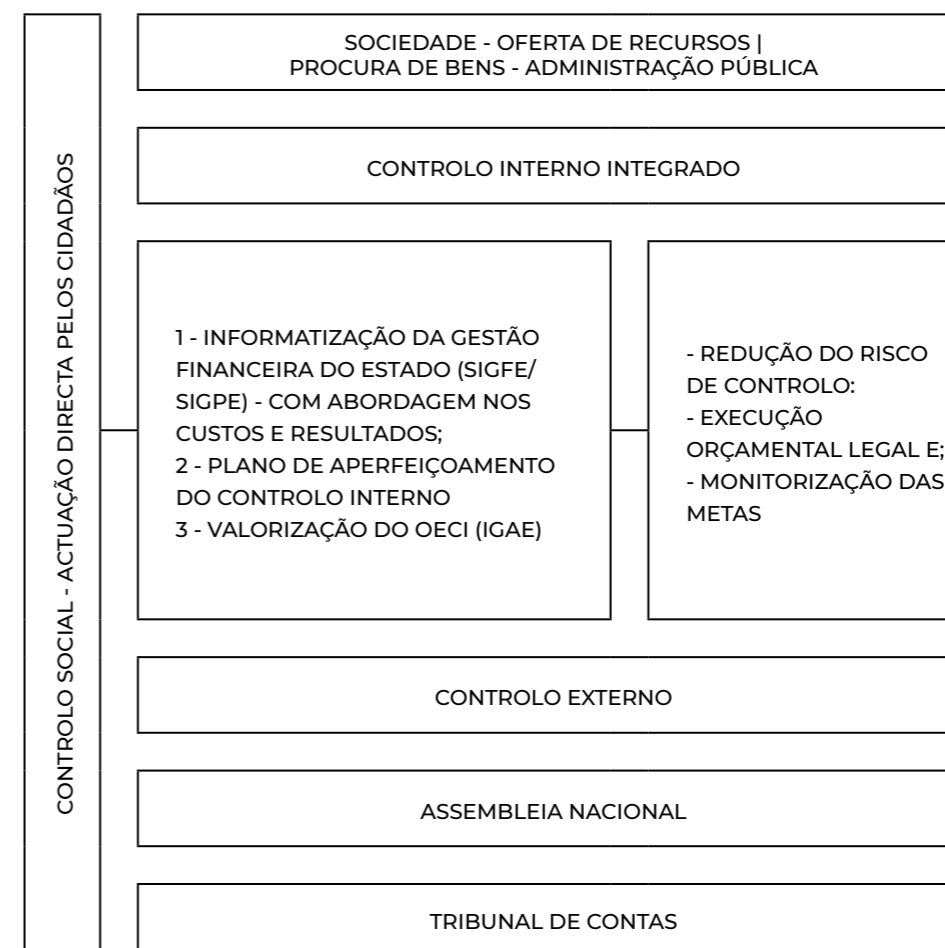 CONTROLO SOCIAL - ACTUAÇÃO DIRECTA PELOS CIDADÃOS
SOCIEDADE - OFERTA DE RECURSOS |
PROCURA DE BENS - ADMINISTRAÇÃO PÚBLICA
CONTROLO INTERNO INTEGRADO
1 - INFORMATIZAÇÃO DA GESTÃO
FINANCEIRA DO ESTADO (SIGFE/
SIGPE) - COM ABORDAGEM NOS
CUSTOS E RESULTADOS;
2 - PLANO DE APERFEIÇOAMENTO
DO CONTROLO INTERNO
3 - VALORIZAÇÃO DO OECI (IGAE)
- REDUÇÃO DO RISCO
DE CONTROLO:
- EXECUÇÃO
ORÇAMENTAL LEGAL E;
- MONITORIZAÇÃO DAS
METAS
CONTROLO EXTERNO
ASSEMBLEIA NACIONAL
TRIBUNAL DE CONTAS